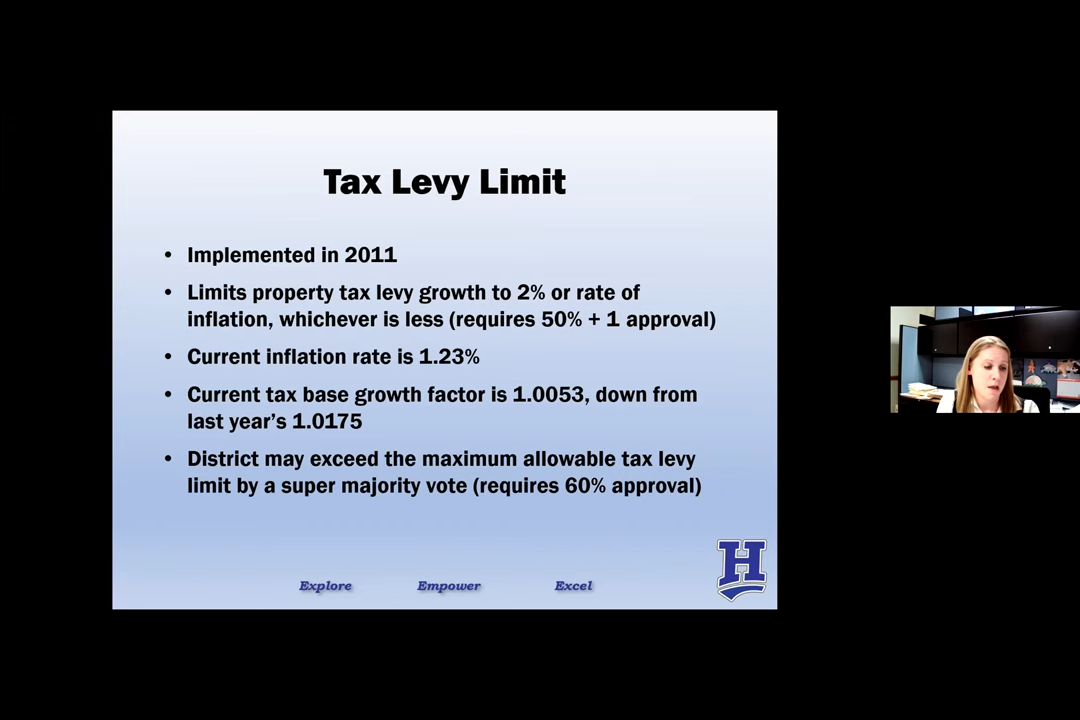 Tax Levy Limit
• Implemented in 2011
• Limits property tax levy growth to 2% or rate of
inflation, whichever is less (requires 50% + 1 approval)
• Current inflation rate is 1.23%
• Current tax base growth factor is 1.0053, down from
last year's 1.0175
• District may exceed the maximum allowable tax levy
limit by a super majority vote (requires 60% approval)
H
Explore Empower Excel